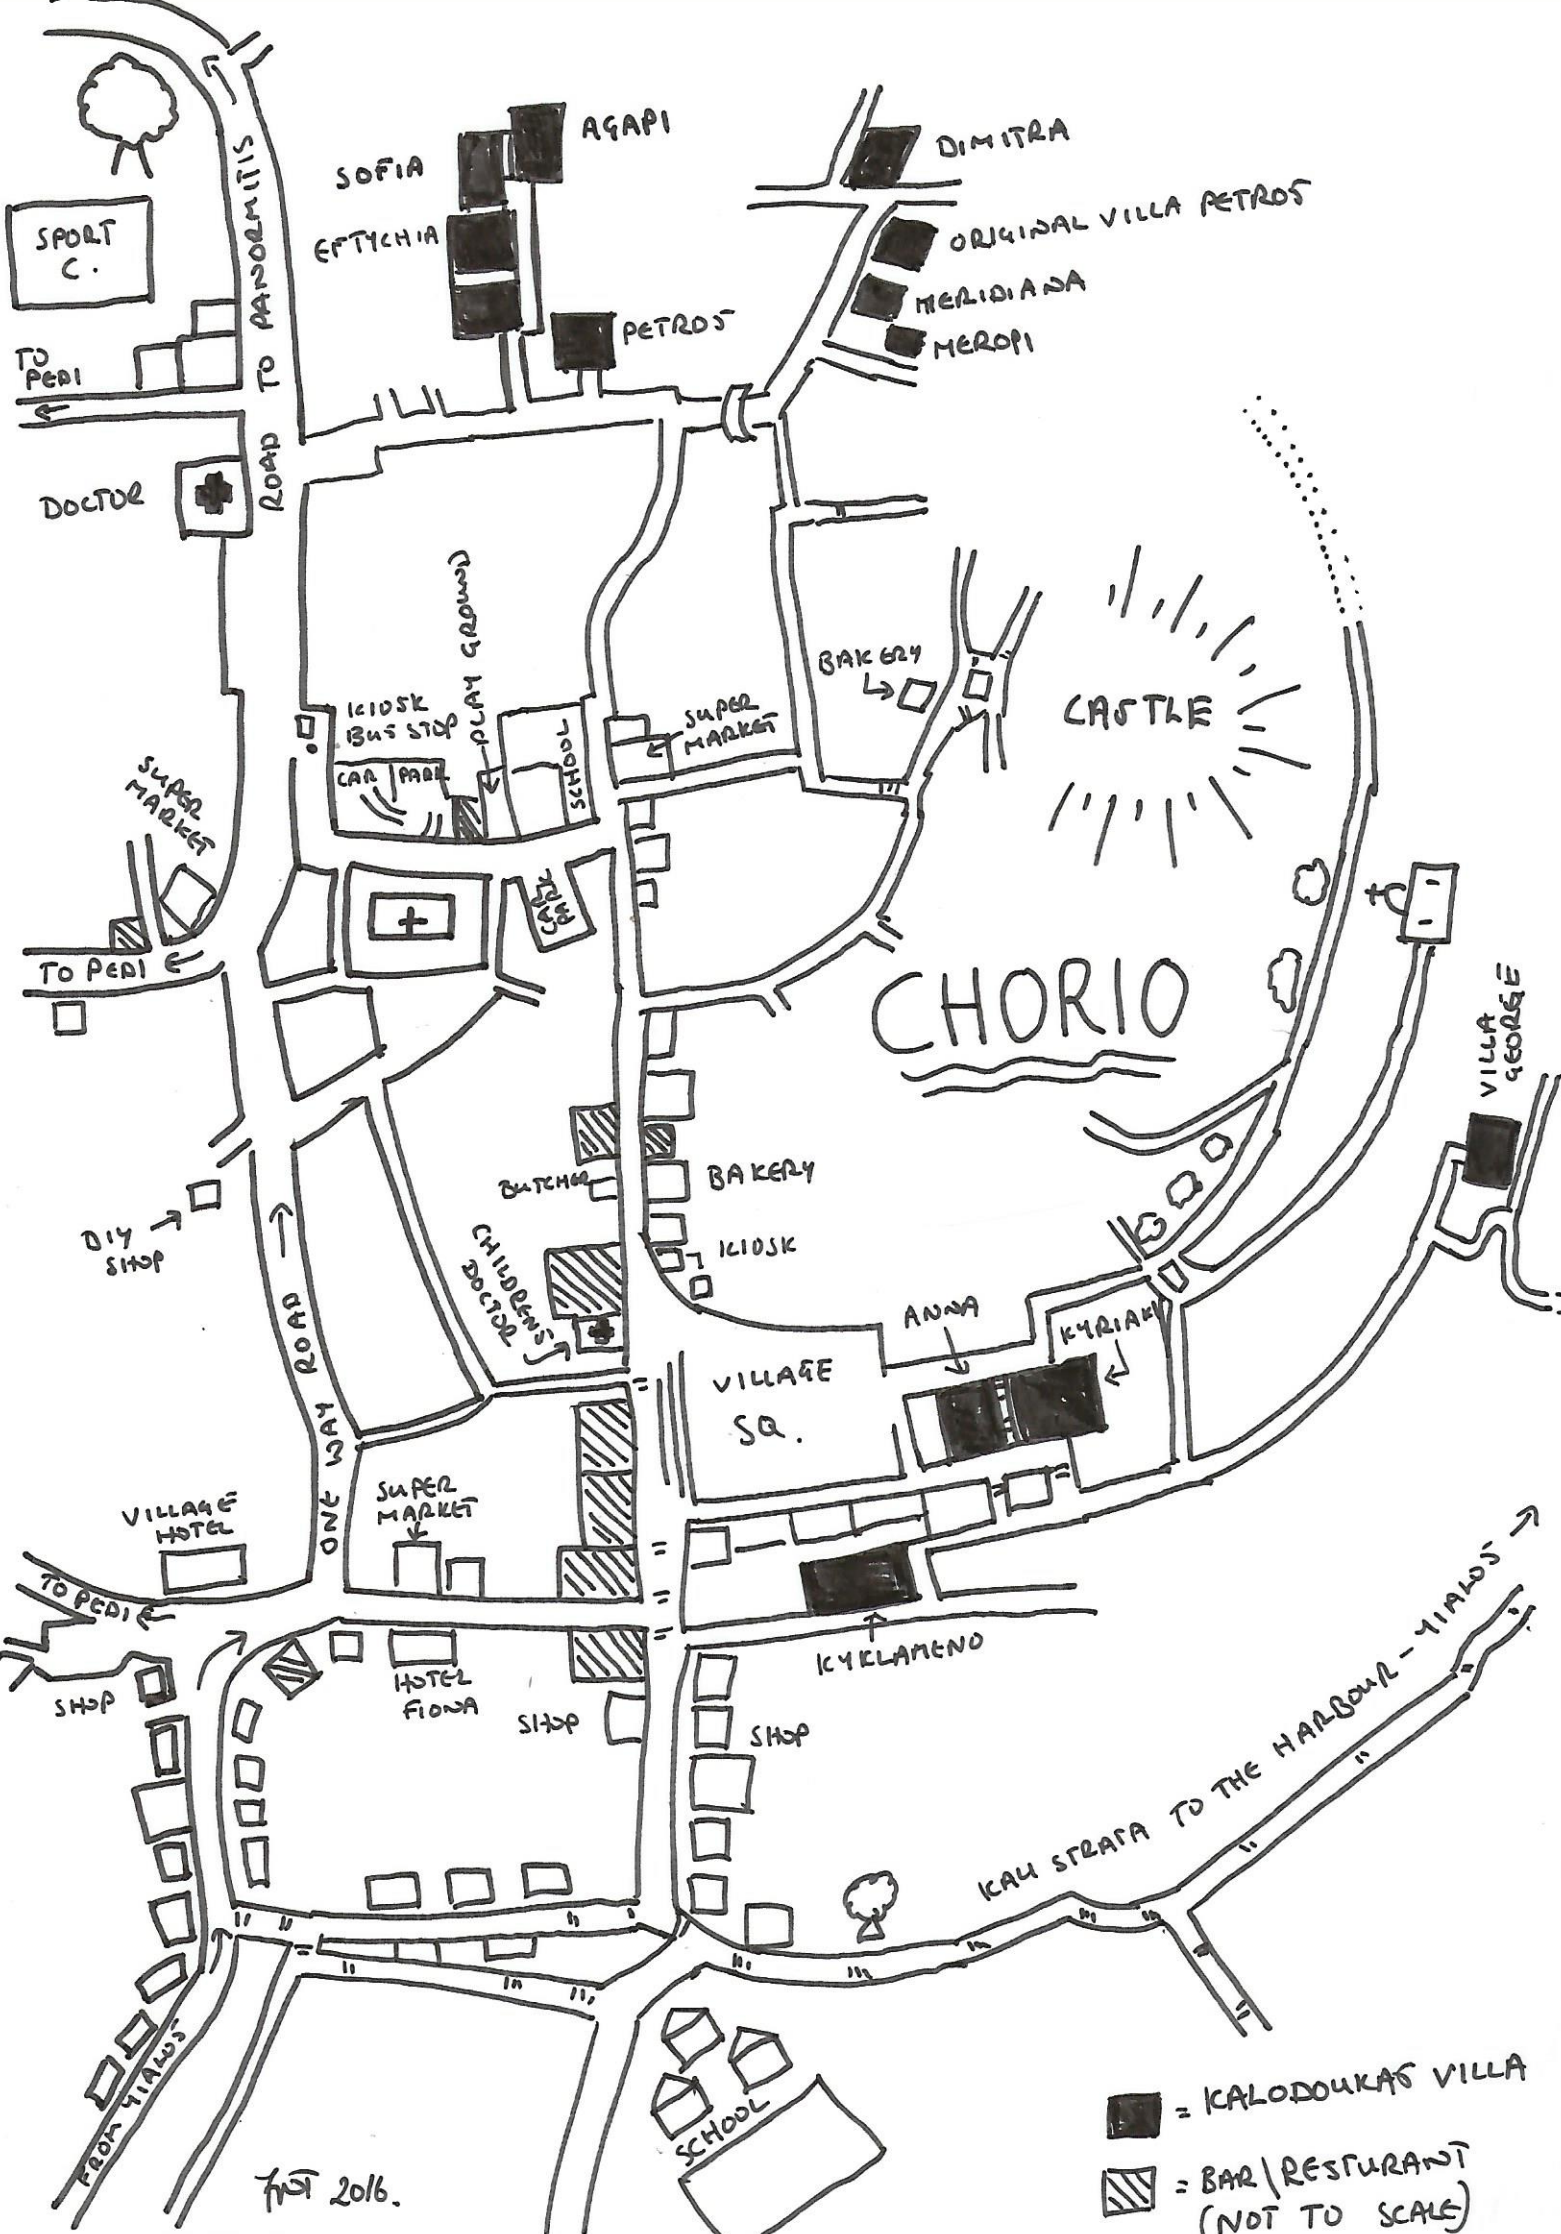 AGAPI
SOFIA
DIMITRA
SPORT
C.
EFTYCHIA
ORIGINAL VILLA PETROS
MERIDIANA
PETROS
MEROPI
TO
PEDI
ROAD TO PANORMITIS
DOCTOR
PLAY GROUND
BAKERY
KIOSK
BUS STOP
SUPER
MARKET
CASTLE
SCHOOL
CAR PARK
SUPER
MARKET
CAR
PARK
TO PEDI
CHORIO
VILLA
GEORGE
BUTCHER
BAKERY
DIY
SHOP
KIOSK
CHILDRENS
DOCTOR
ANNA
KYRIAKI
VILLAGE
SQ.
ONE WAY ROAD
SUPER
MARKET
VILLAGE
HOTEL
TO PEDI
KYKLAMENO
HOTEL
FIONA
SHOP
SHOP
SHOP
KALI STRATA TO THE HARBOUR - YIALOS
FROM YIALOS
SCHOOL
2016.
= KALODOUKAS VILLA
= BAR\RESTURANT
(NOT TO SCALE)